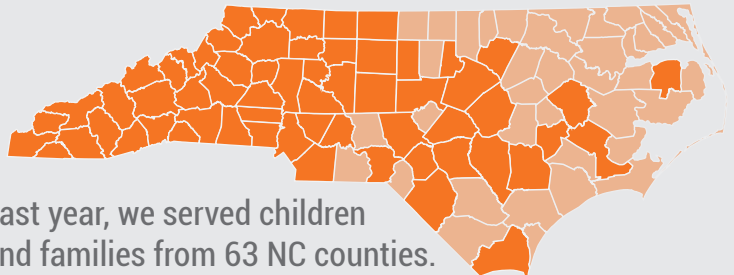 ast year, we served children
nd families from 63 NC counties.